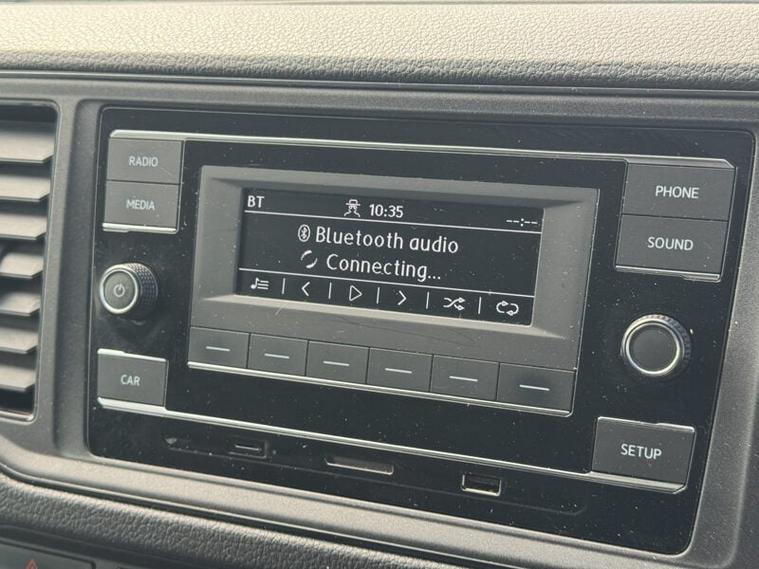 RADIO
MEDIA
BT
10:35
--:--
Bluetooth audio
Connecting...
PHONE
SOUND
CAR
SETUP